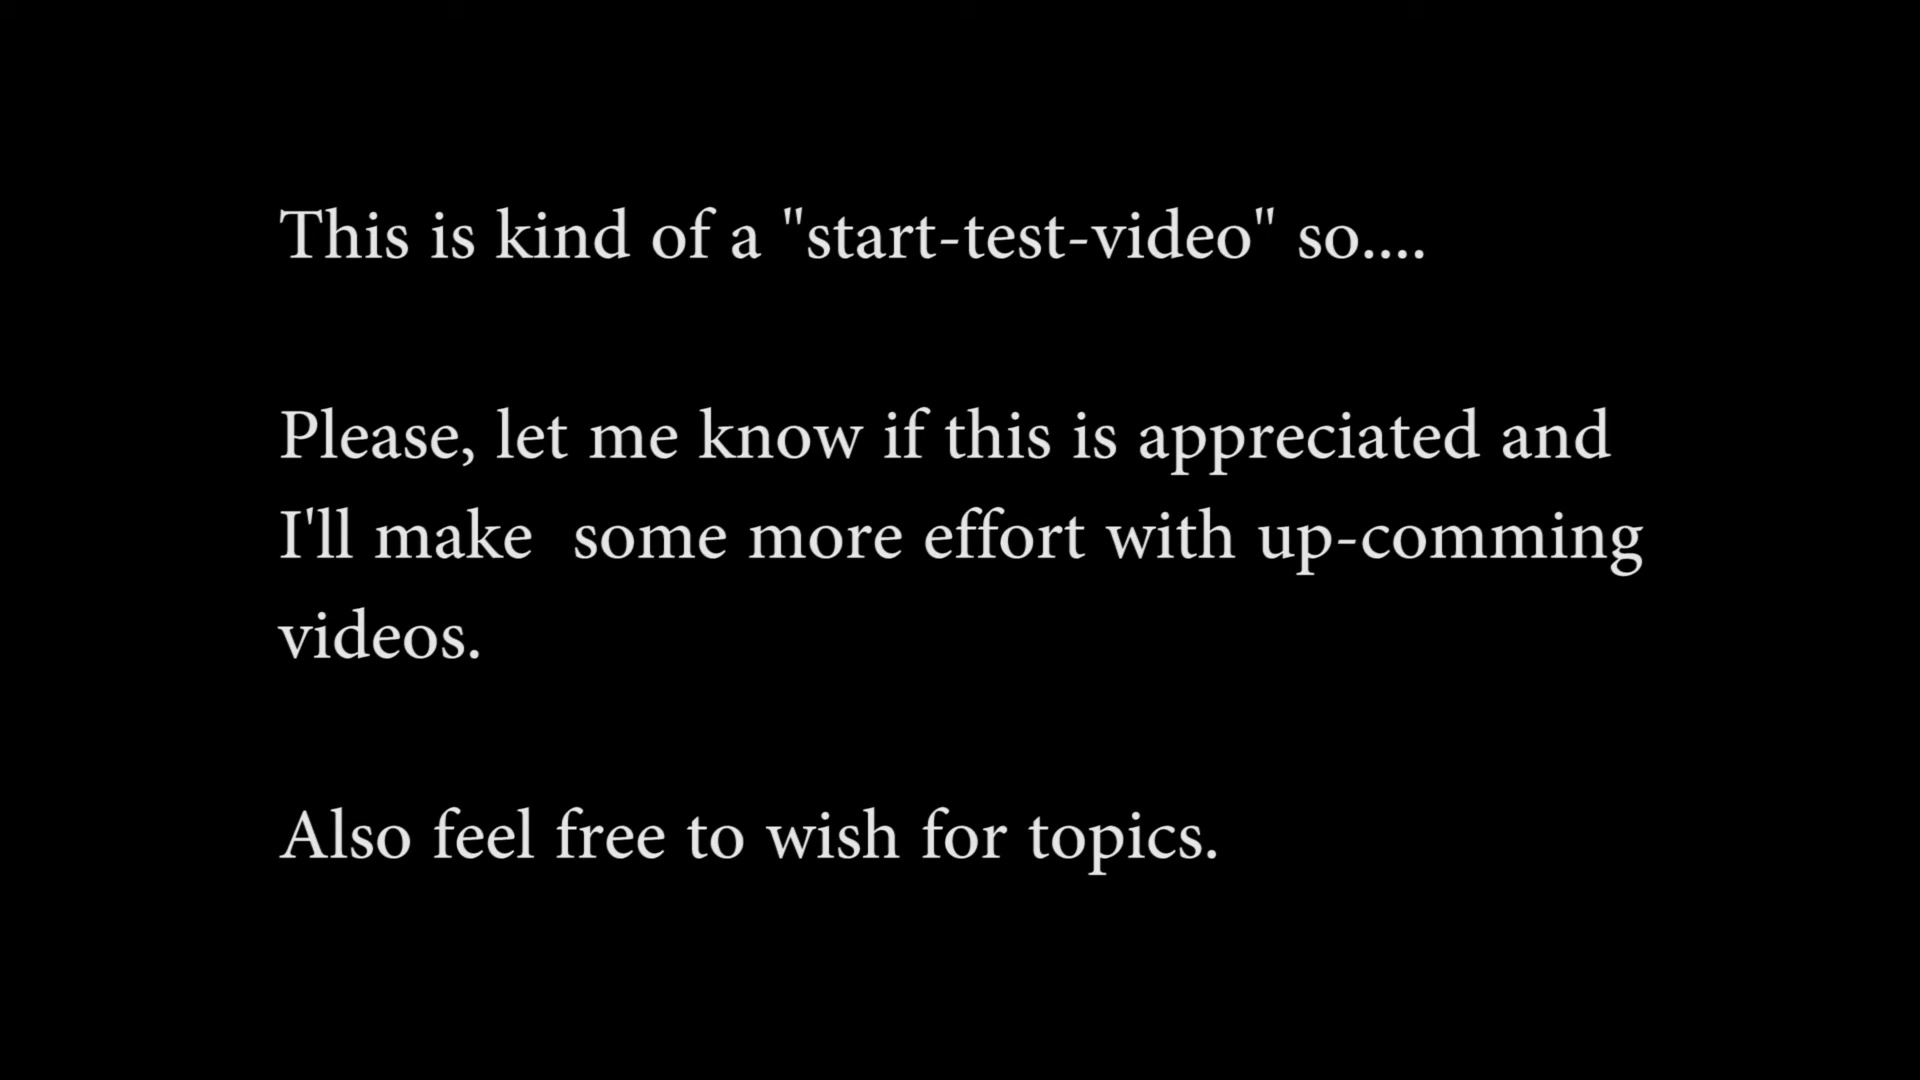 This is kind of a "start-test-video" so....
Please, let me know if this is appreciated and
I'll make  some more effort with up-comming
videos.
Also feel free to wish for topics.